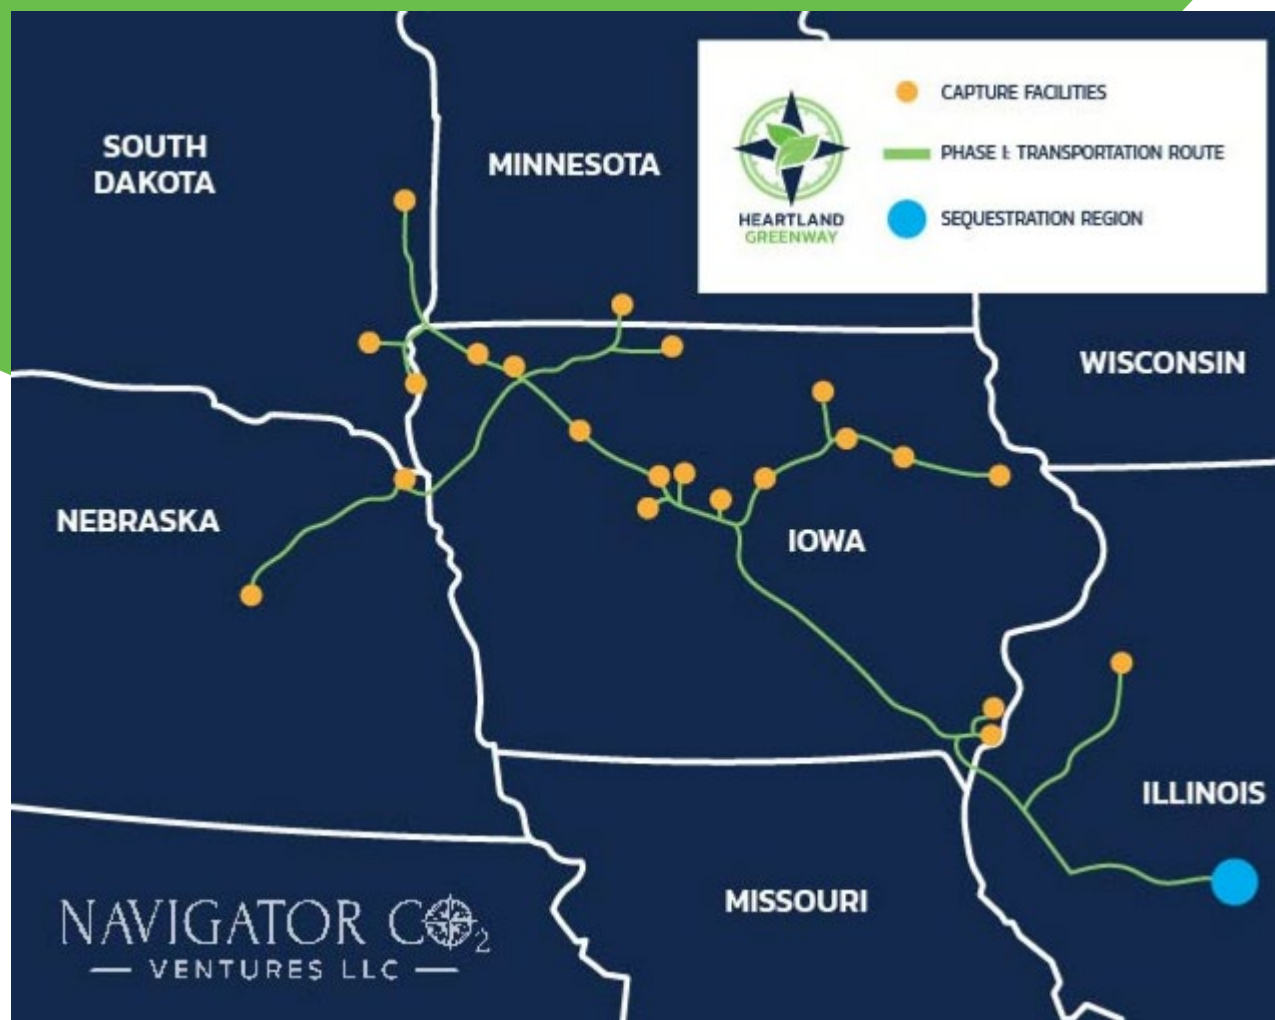 SOUTH
DAKOTA
MINNESOTA
HEARTLAND
GREENWAY
CAPTURE FACILITIES
PHASE I: TRANSPORTATION ROUTE
SEQUESTRATION REGION
WISCONSIN
NEBRASKA
IOWA
ILLINOIS
MISSOURI
NAVIGATOR CO2
VENTURES LLC